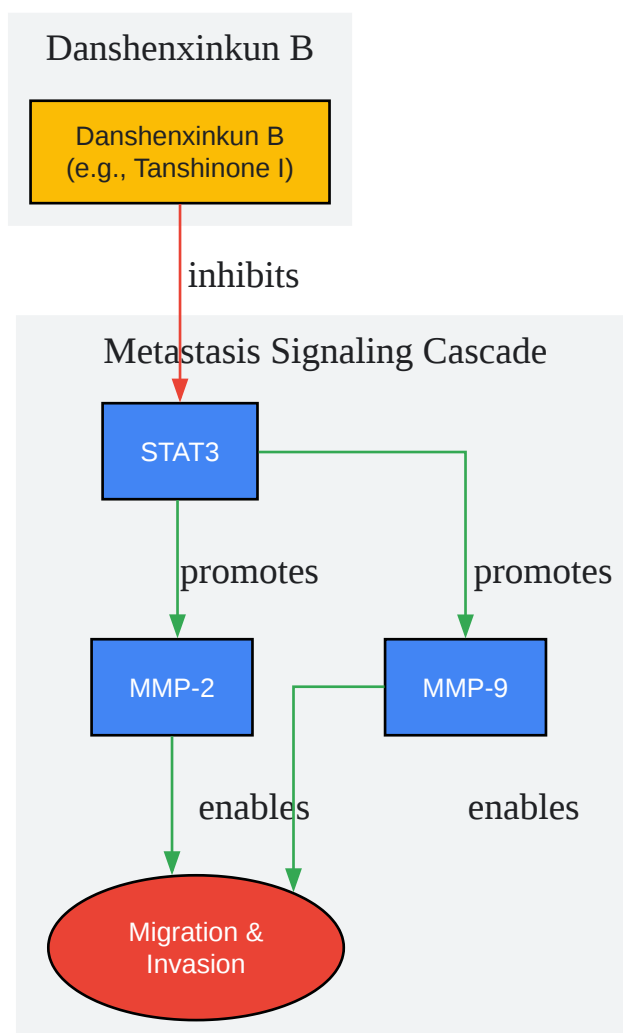 Danshenxinkun B
Danshenxinkun B
(e.g., Tanshinone I)
inhibits
Metastasis Signaling Cascade
STAT3
promotes
promotes
MMP-2
MMP-9
enables
enables
Migration &
Invasion